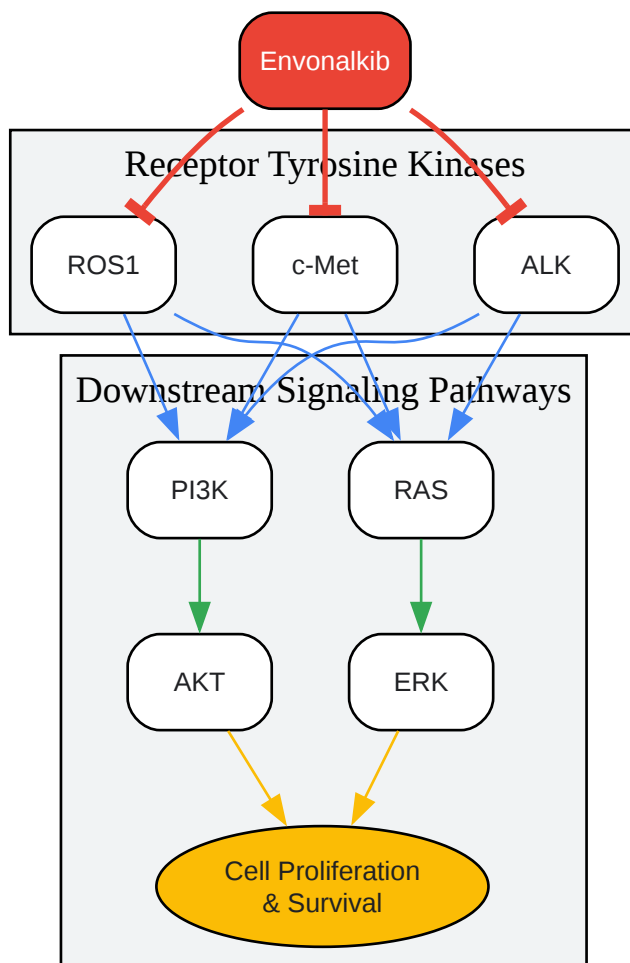 Envonalkib
Receptor Tyrosine Kinases
ROS1
c-Met
ALK
Downstream Signaling Pathways
PI3K
RAS
AKT
ERK
Cell Proliferation
& Survival